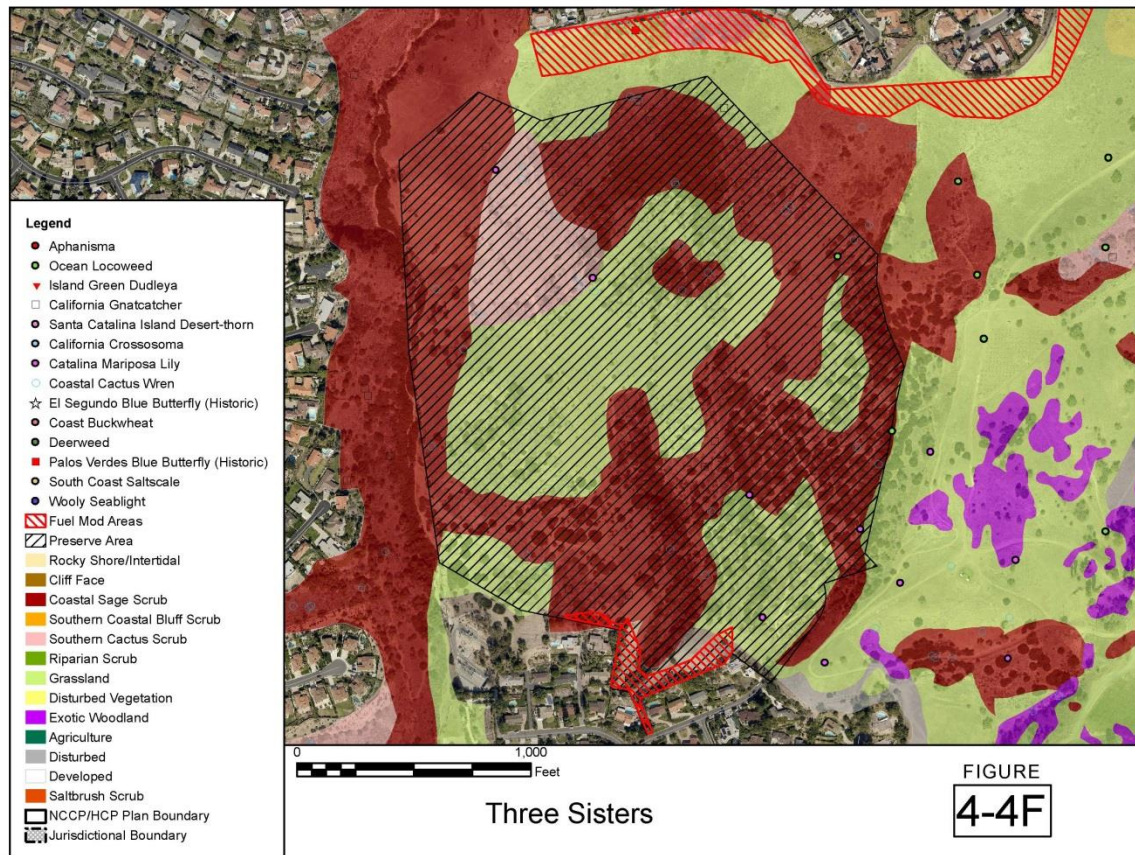 Legend
Aphanisma
Ocean Locoweed
Island Green Dudleya
California Gnatcatcher
Santa Catalina Island Desert-thorn
California Crossosoma
Catalina Mariposa Lily
Coastal Cactus Wren
El Segundo Blue Butterfly (Historic)
Coast Buckwheat
Deerweed
Palos Verdes Blue Butterfly (Historic)
South Coast Saltscale
Wooly Seablight
Fuel Mod Areas
Preserve Area
Rocky Shore/Intertidal
Cliff Face
Coastal Sage Scrub
Southern Coastal Bluff Scrub
Southern Cactus Scrub
Riparian Scrub
Grassland
Disturbed Vegetation
Exotic Woodland
Agriculture
Disturbed
Developed
Saltbrush Scrub
NCCP/HCP Plan Boundary
Jurisdictional Boundary
0 1,000
Feet
Three Sisters
FIGURE
4-4F